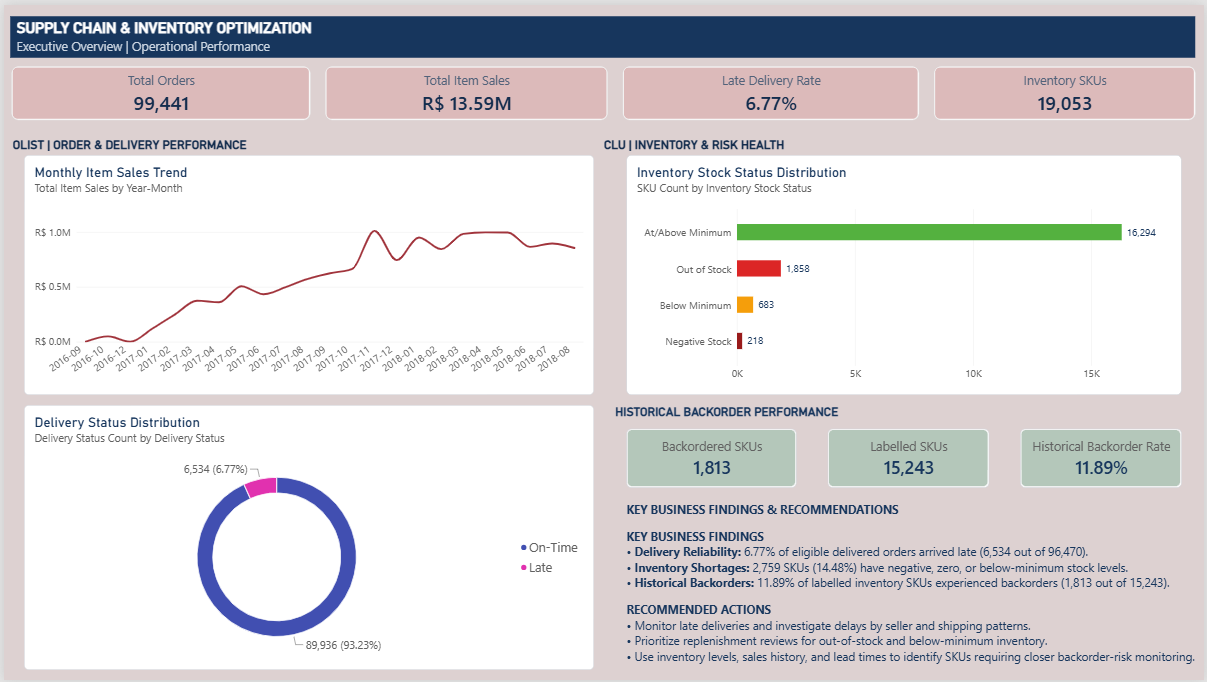 SUPPLY CHAIN & INVENTORY OPTIMIZATION
Executive Overview | Operational Performance
Total Orders
99,441
Total Item Sales
R$ 13.59M
Late Delivery Rate
6.77%
Inventory SKUs
19,053
OLIST | ORDER & DELIVERY PERFORMANCE
Monthly Item Sales Trend
Total Item Sales by Year-Month
R$ 1.0M
R$ 0.5M
R$ 0.0M
2016-09
2016-10
2016-12
2017-01
2017-02
2017-03
2017-04
2017-05
2017-06
2017-07
2017-08
2017-09
2017-10
2017-11
2017-12
2018-01
2018-02
2018-03
2018-04
2018-05
2018-06
2018-07
2018-08
Delivery Status Distribution
Delivery Status Count by Delivery Status
6,534 (6.77%)
89,936 (93.23%)
On-Time
Late
CLU | INVENTORY & RISK HEALTH
Inventory Stock Status Distribution
SKU Count by Inventory Stock Status
At/Above Minimum
16,294
Out of Stock
1,858
Below Minimum
683
Negative Stock
218
0K
5K
10K
15K
HISTORICAL BACKORDER PERFORMANCE
Backordered SKUs
1,813
Labelled SKUs
15,243
Historical Backorder Rate
11.89%
KEY BUSINESS FINDINGS & RECOMMENDATIONS
KEY BUSINESS FINDINGS
• Delivery Reliability: 6.77% of eligible delivered orders arrived late (6,534 out of 96,470).
• Inventory Shortages: 2,759 SKUs (14.48%) have negative, zero, or below-minimum stock levels.
• Historical Backorders: 11.89% of labelled inventory SKUs experienced backorders (1,813 out of 15,243).
RECOMMENDED ACTIONS
• Monitor late deliveries and investigate delays by seller and shipping patterns.
• Prioritize replenishment reviews for out-of-stock and below-minimum inventory.
• Use inventory levels, sales history, and lead times to identify SKUs requiring closer backorder-risk monitoring.